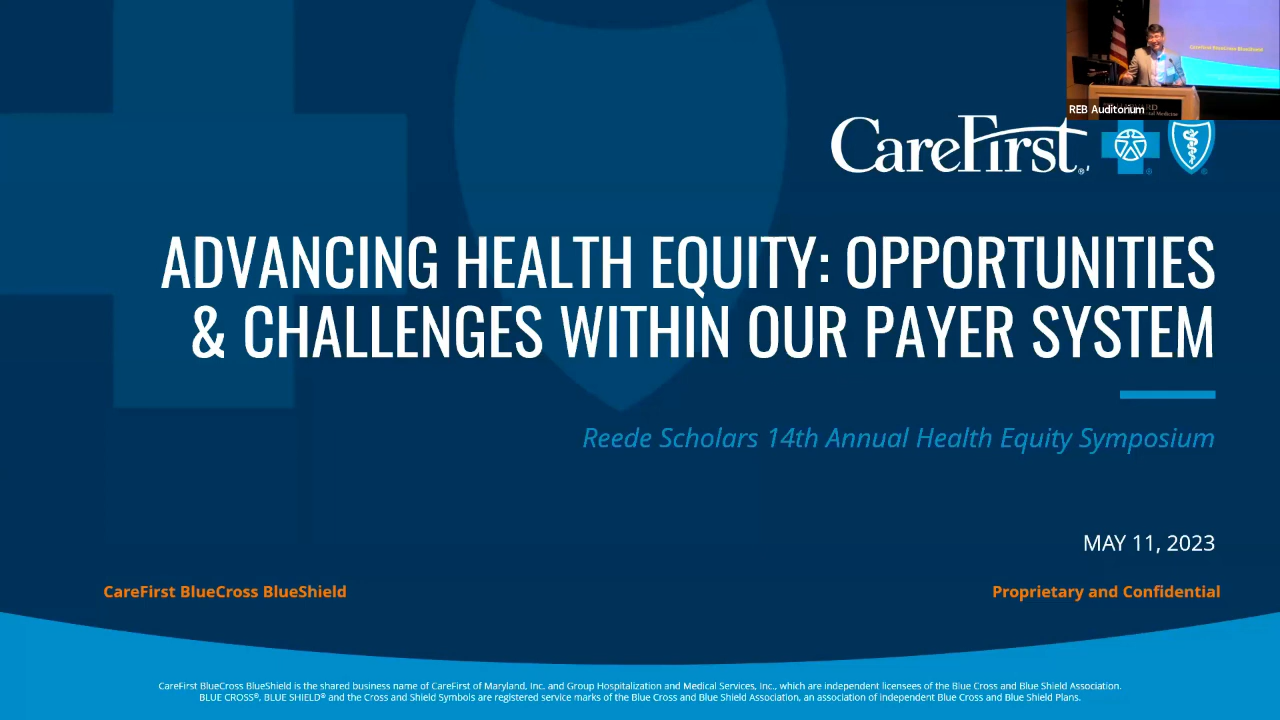 CareFirst BlueCross BlueShield
REB Auditorium
CareFirst
ADVANCING HEALTH EQUITY: OPPORTUNITIES
& CHALLENGES WITHIN OUR PAYER SYSTEM
Reede Scholars 14th Annual Health Equity Symposium
MAY 11, 2023
CareFirst BlueCross BlueShield
Proprietary and Confidential
CareFirst BlueCross BlueShield is the shared business name of CareFirst of Maryland, Inc. and Group Hospitalization and Medical Services, Inc., which are independent licensees of the Blue Cross and Blue Shield Association.
BLUE CROSS®, BLUE SHIELD® and the Cross and Shield Symbols are registered service marks of the Blue Cross and Blue Shield Association, an association of independent Blue Cross and Blue Shield Plans.